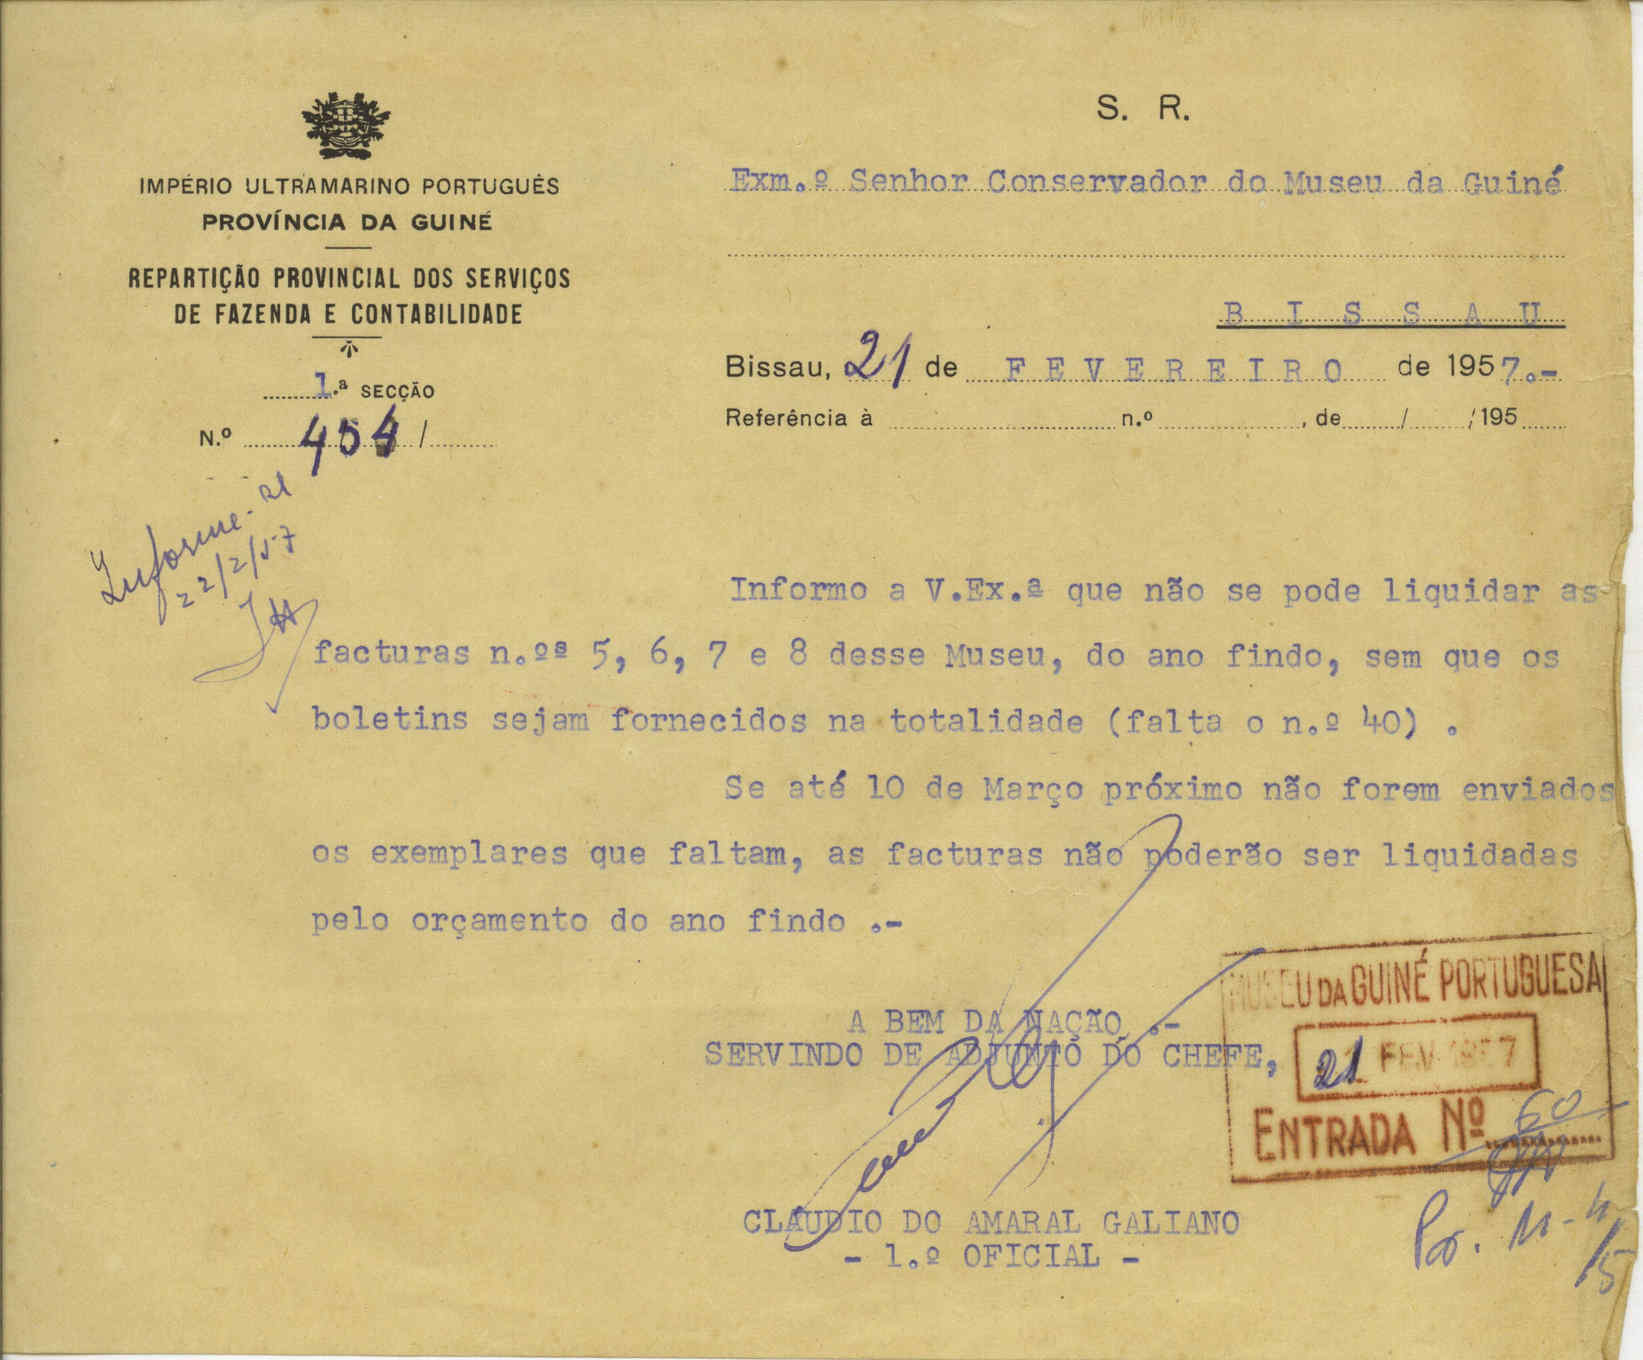 S. R.
IMPÉRIO ULTRAMARINO PORTUGUÊS
PROVÍNCIA DA GUINÉ
REPARTIÇÃO PROVINCIAL DOS SERVIÇOS
DE FAZENDA E CONTABILIDADE
1.ª SECÇÃO
N.º 454 /
Informe-se
22/2/57
Exm.º Senhor Conservador do Museu da Guiné
B I S S A U
Bissau, 21 de FEVEREIRO de 1957.-
Referência à n.º , de / /195
Informo a V.Ex.ª que não se pode liquidar as
facturas n.ºs 5, 6, 7 e 8 desse Museu, do ano findo, sem que os
boletins sejam fornecidos na totalidade (falta o n.º 40) .
Se até 10 de Março próximo não forem enviados
os exemplares que faltam, as facturas não poderão ser liquidadas
pelo orçamento do ano findo .-
A BEM DA NAÇÃO .-
SERVINDO DE ADJUNTO DO CHEFE,
CLÁUDIO DO AMARAL GALIANO
- 1.º OFICIAL -
MUSEU DA GUINÉ PORTUGUESA
21 FEV 1957
ENTRADA Nº 60